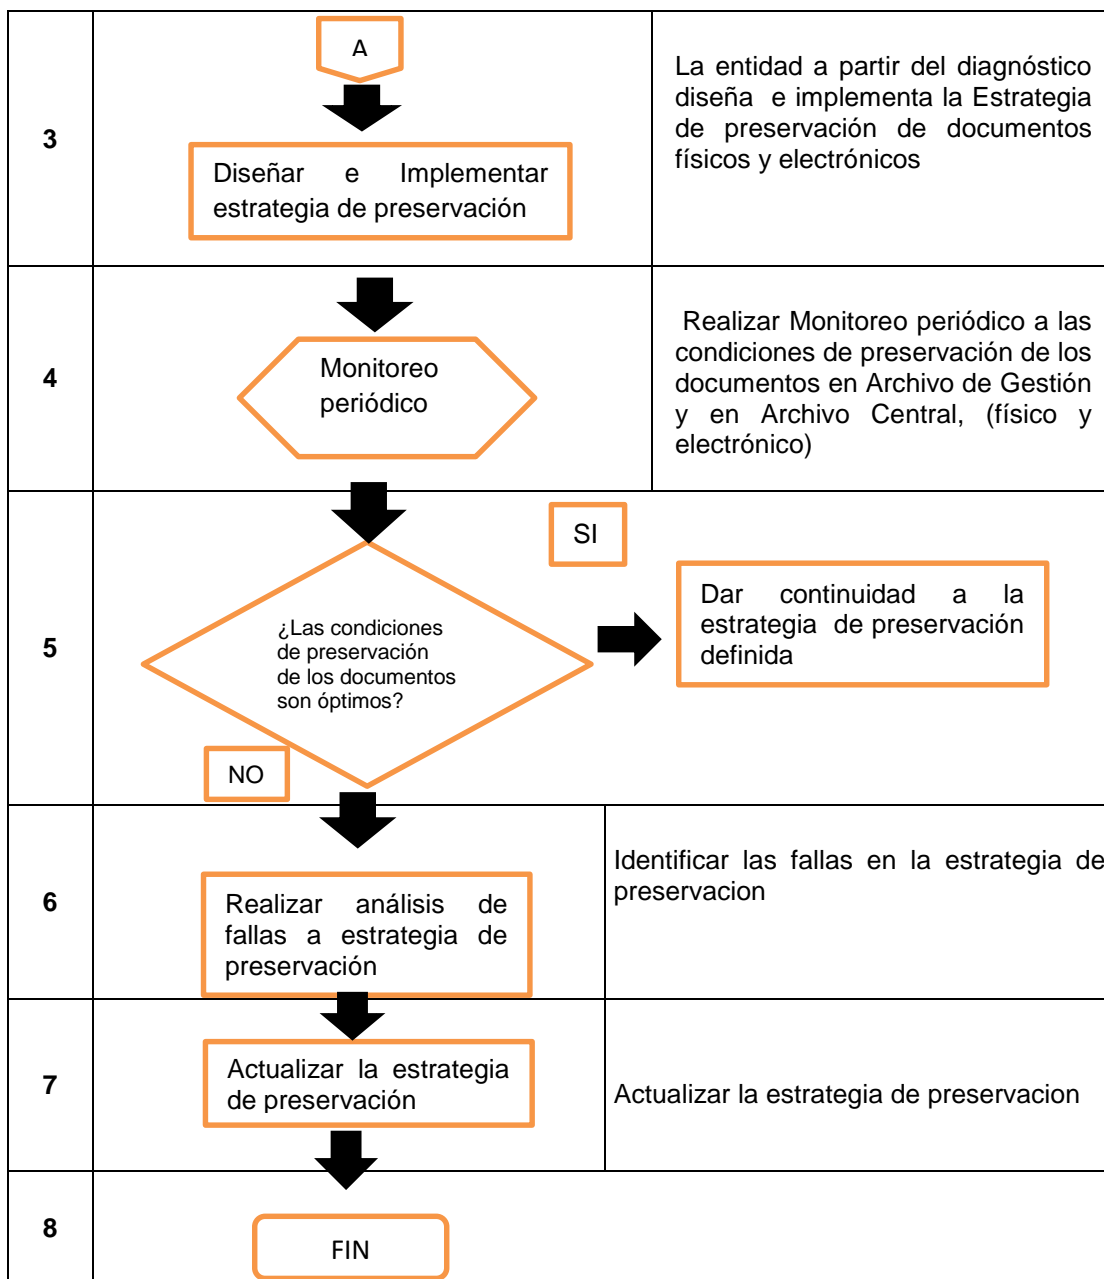 A
3
Diseñar e Implementar
estrategia de preservación
La entidad a partir del diagnóstico
diseña e implementa la Estrategia
de preservación de documentos
físicos y electrónicos
4
Monitoreo
periódico
Realizar Monitoreo periódico a las
condiciones de preservación de los
documentos en Archivo de Gestión
y en Archivo Central, (físico y
electrónico)
5
¿Las condiciones
de preservación
de los documentos
son óptimos?
SI
Dar continuidad a la
estrategia de preservación
definida
NO
6
Realizar análisis de
fallas a estrategia de
preservación
Identificar las fallas en la estrategia de
preservacion
7
Actualizar la estrategia
de preservación
Actualizar la estrategia de preservacion
8
FIN